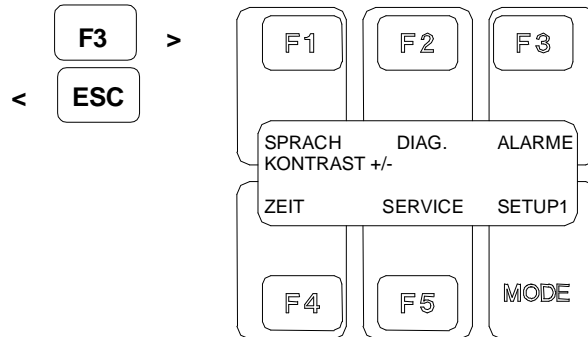 F3 >
< ESC
F1 F2 F3
SPRACH DIAG. ALARME
KONTRAST +/-
ZEIT SERVICE SETUP1
F4 F5 MODE